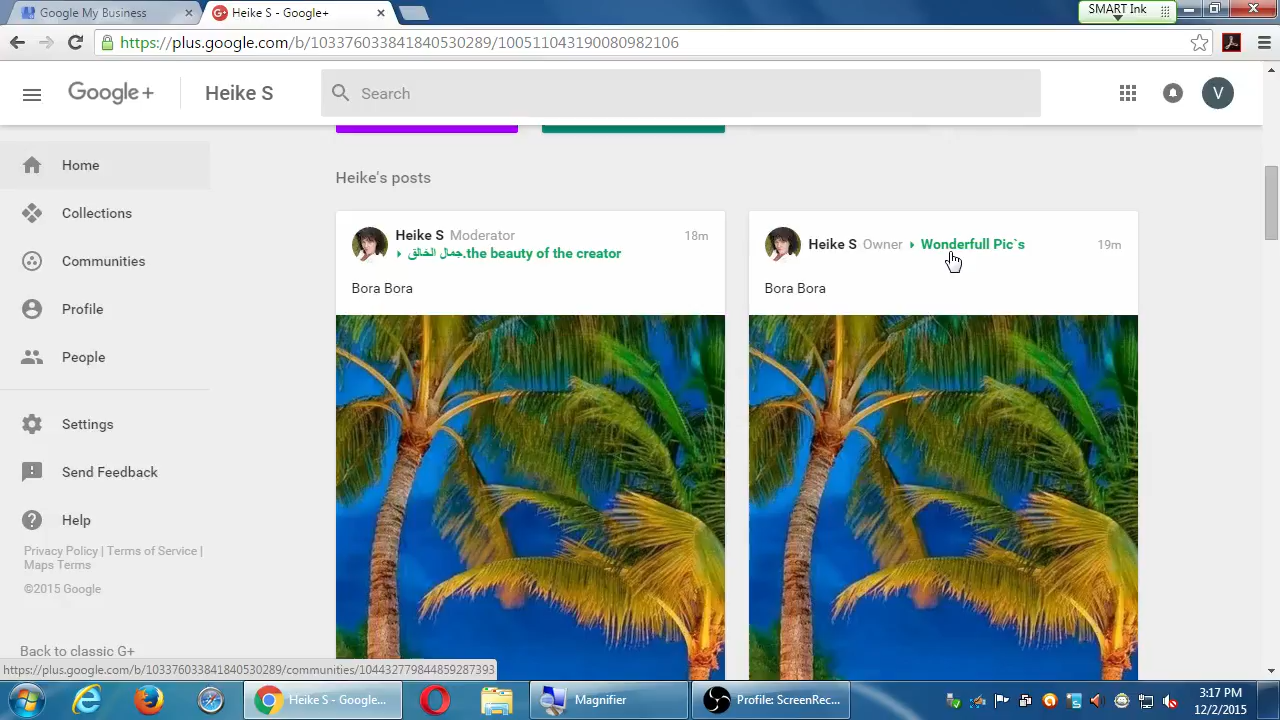 Google My Business
Heike S - Google+
SMART Ink
https://plus.google.com/b/103376033841840530289/100511043190080982106
Google+
Heike S
Search
V
Home
Collections
Communities
Profile
People
Settings
Send Feedback
Help
Privacy Policy | Terms of Service |
Maps Terms
©2015 Google
Back to classic G+
Heike's posts
Heike S Moderator
18m
جمال الخالق.the beauty of the creator
Bora Bora
Heike S Owner Wonderfull Pic`s
19m
Bora Bora
https://plus.google.com/b/103376033841840530289/communities/104432779844859287393
Heike S - Google...
Magnifier
Profile: ScreenRec...
3:17 PM
12/2/2015